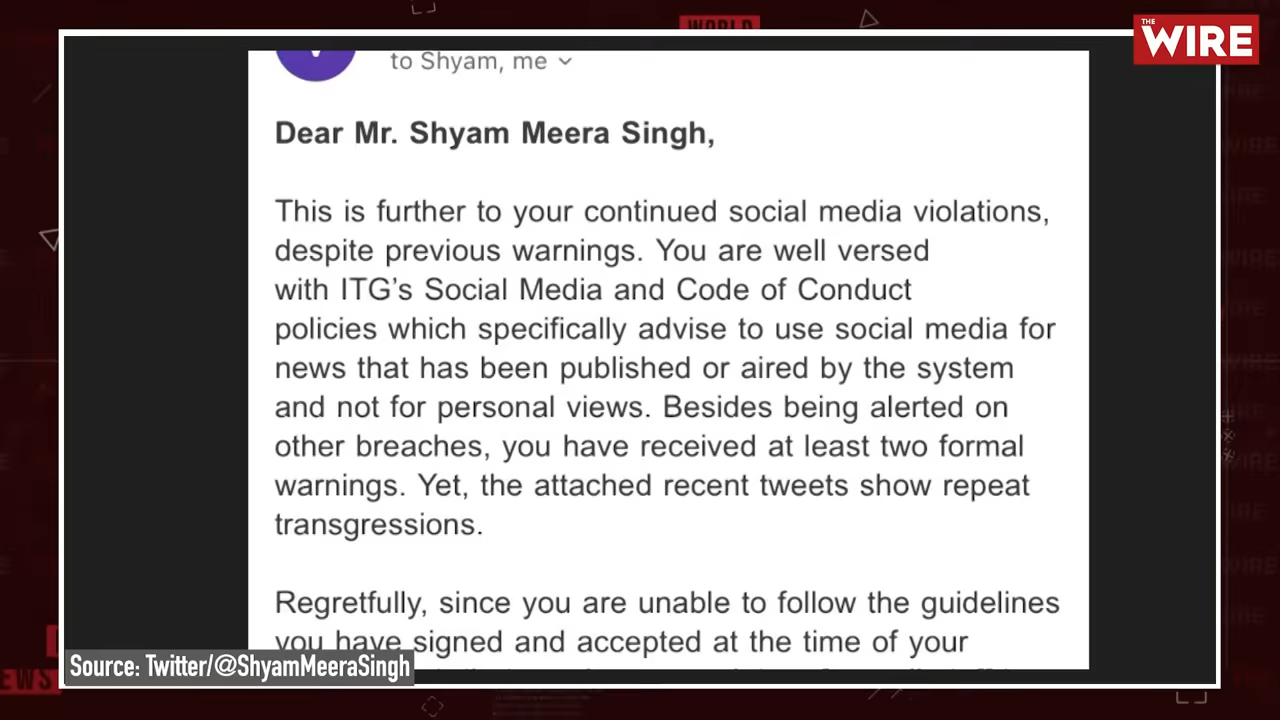 WORLD
THE
WIRE
to Shyam, me
Dear Mr. Shyam Meera Singh,
This is further to your continued social media violations,
despite previous warnings. You are well versed
with ITG’s Social Media and Code of Conduct
policies which specifically advise to use social media for
news that has been published or aired by the system
and not for personal views. Besides being alerted on
other breaches, you have received at least two formal
warnings. Yet, the attached recent tweets show repeat
transgressions.
Regretfully, since you are unable to follow the guidelines
you have signed and accepted at the time of your
Source: Twitter/@ShyamMeeraSingh
EWS
NEWS